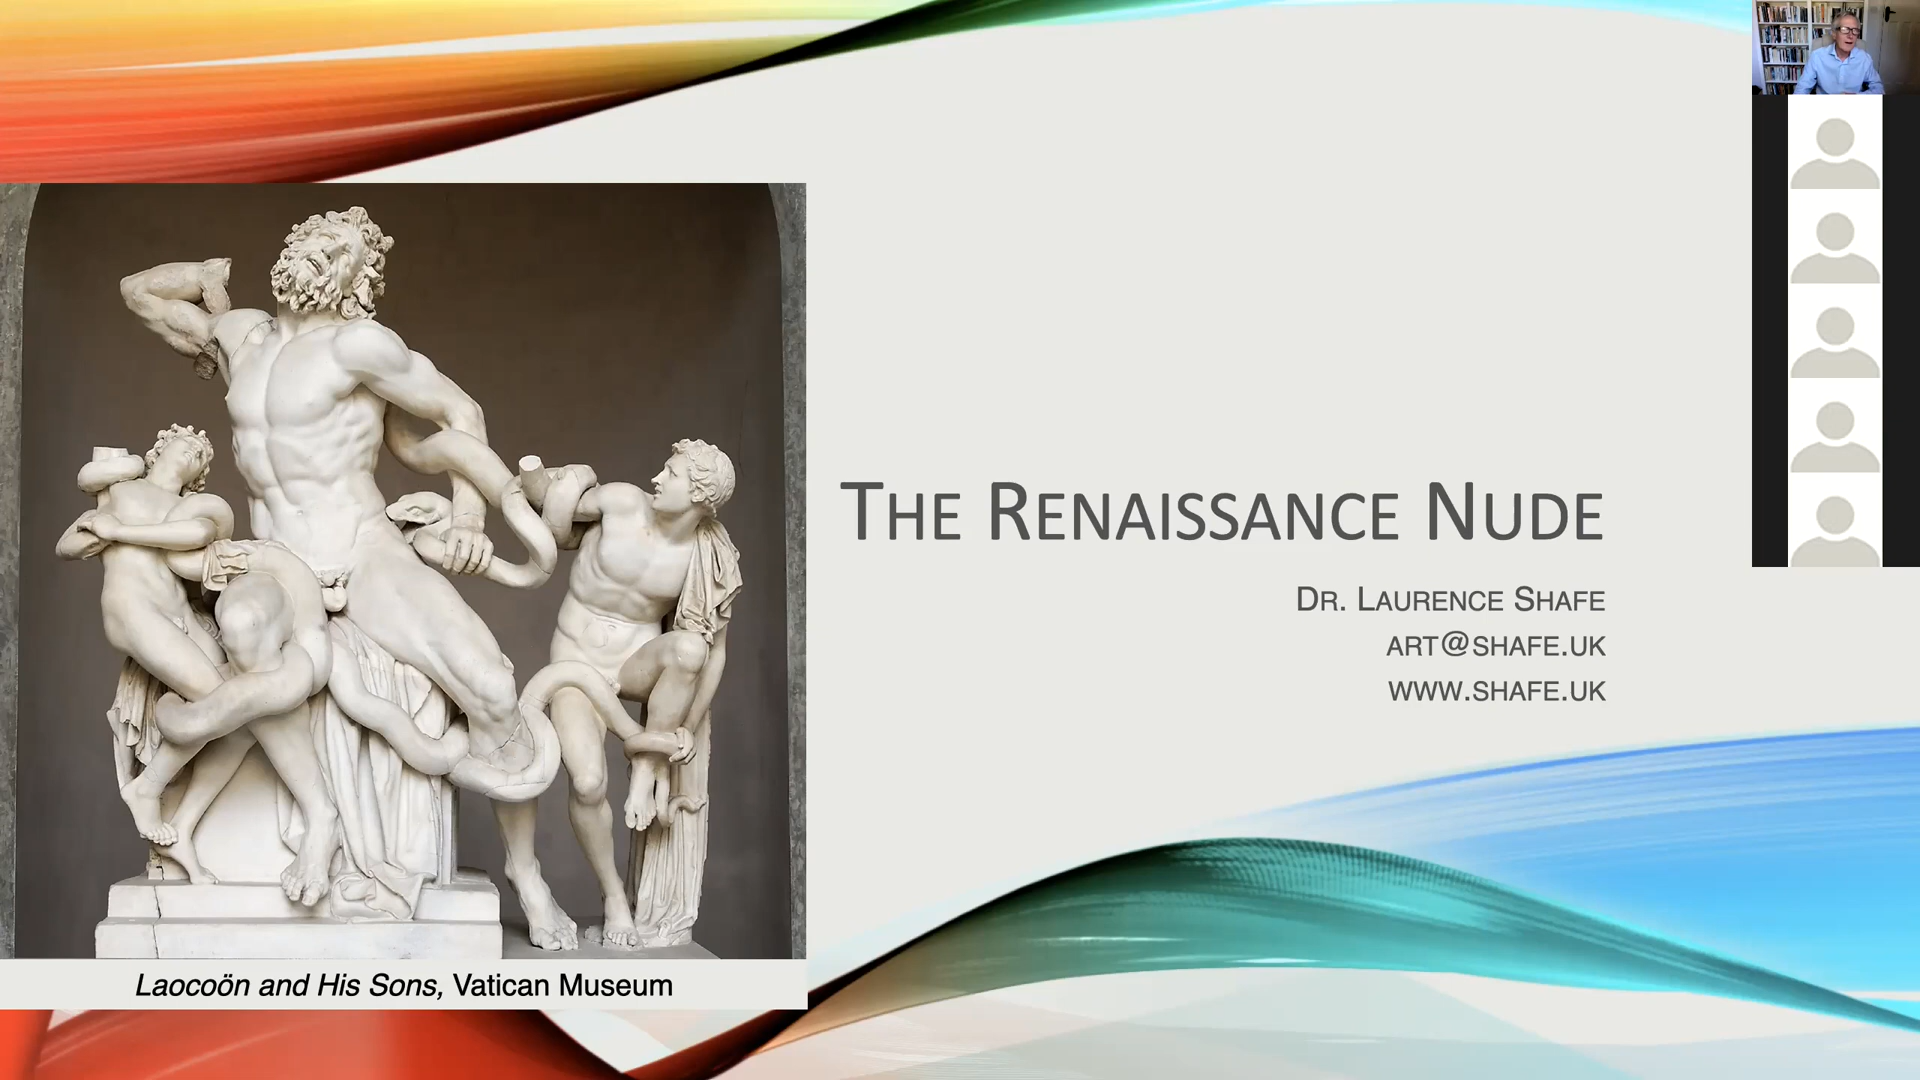 THE RENAISSANCE NUDE
DR. LAURENCE SHAFE
ART@SHAFE.UK
WWW.SHAFE.UK
Laocoön and His Sons, Vatican Museum